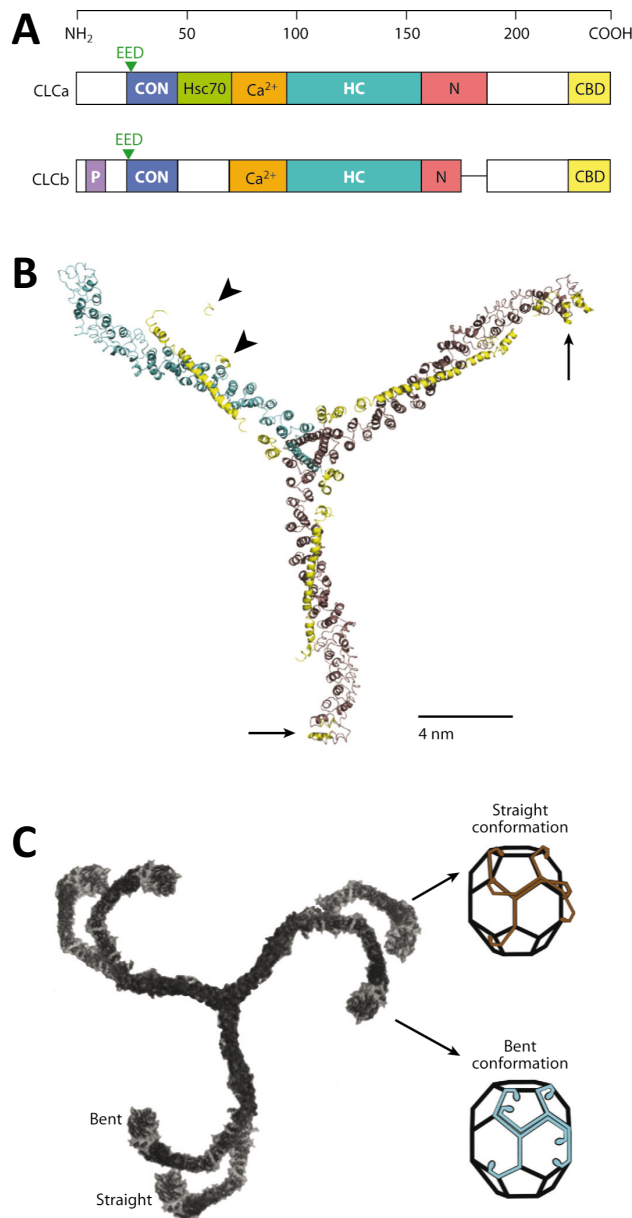 A
NH2 50 100 150 200 COOH
EED
CLCa CON Hsc70 Ca²⁺ HC N CBD
EED
CLCb P CON Ca²⁺ HC N CBD
B
4 nm
C
Straight
conformation
Bent
conformation
Bent
Straight